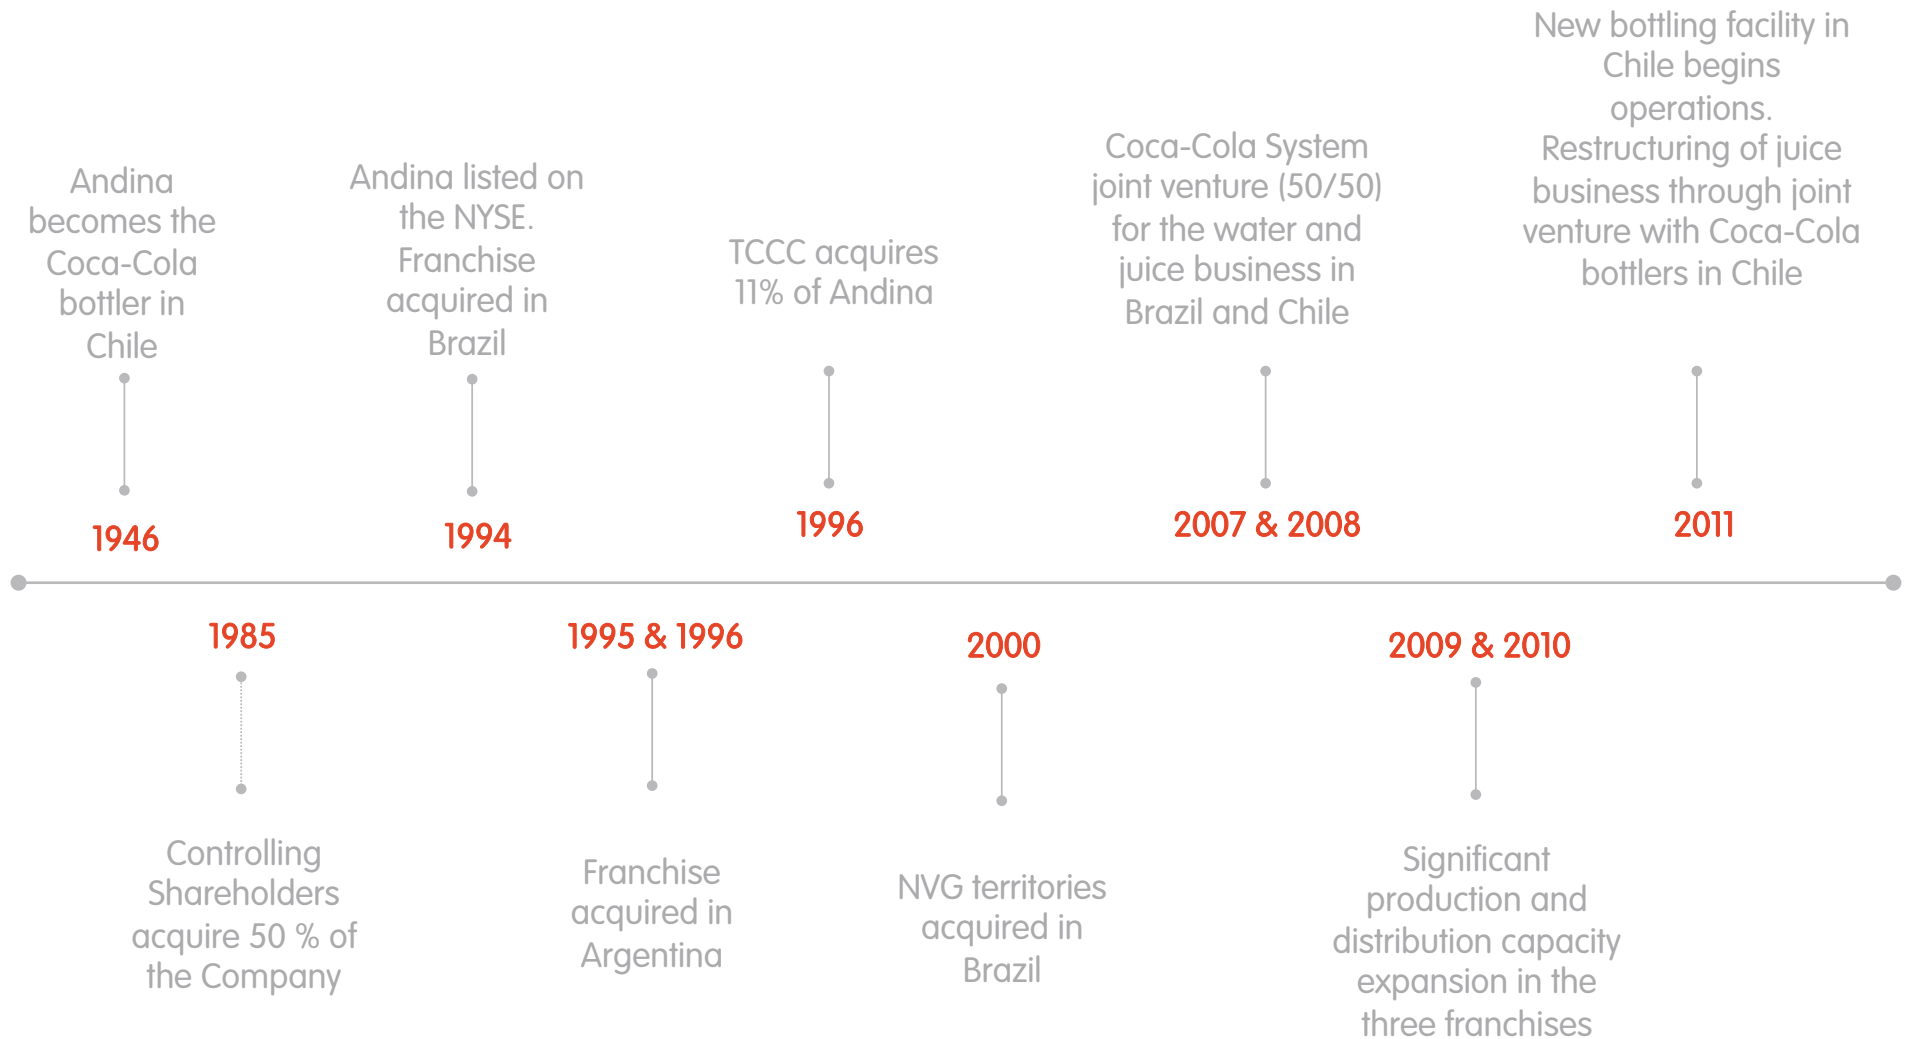 Andina
becomes the
Coca-Cola
bottler in
Chile
1946
1985
Controlling
Shareholders
acquire 50 % of
the Company
Andina listed on
the NYSE.
Franchise
acquired in
Brazil
1994
1995 & 1996
Franchise
acquired in
Argentina
TCCC acquires
11% of Andina
1996
2000
NVG territories
acquired in
Brazil
Coca-Cola System
joint venture (50/50)
for the water and
juice business in
Brazil and Chile
2007 & 2008
2009 & 2010
Significant
production and
distribution capacity
expansion in the
three franchises
New bottling facility in
Chile begins
operations.
Restructuring of juice
business through joint
venture with Coca-Cola
bottlers in Chile
2011